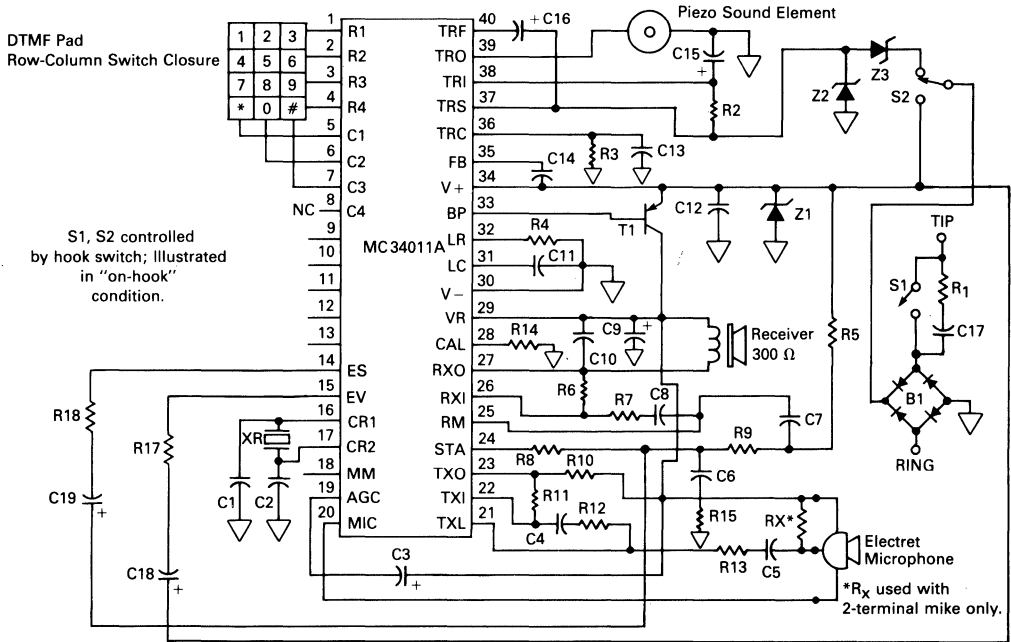 DTMF Pad
Row-Column Switch Closure
1 2 3
4 5 6
7 8 9
* 0 #
S1, S2 controlled
by hook switch; Illustrated
in "on-hook"
condition.
MC34011A
1 R1
2 R2
3 R3
4 R4
5 C1
6 C2
7 C3
NC 8 C4
9
10
11
12
13
14 ES
15 EV
16 CR1
17 CR2
18 MM
19 AGC
20 MIC
TRF 40
TRO 39
TRI 38
TRS 37
TRC 36
FB 35
V+ 34
BP 33
LR 32
LC 31
V− 30
VR 29
CAL 28
RXO 27
RXI 26
RM 25
STA 24
TXO 23
TXI 22
TXL 21
+ C16
Piezo Sound Element
C15
+
R2
Z3
Z2
S2
R3
C13
C14
T1
C12
Z1
R4
C11
TIP
S1
R1
C17
B1
RING
R14
C9 +
C10
Receiver
300 Ω
R5
R6
R7
C8
C7
R8
R9
R10
C6
R11
R12
C4
R15
RX*
R13
C5
Electret
Microphone
*RX used with
2-terminal mike only.
R18
R17
XR
C19
+
C1
C2
C18
+
C3
+